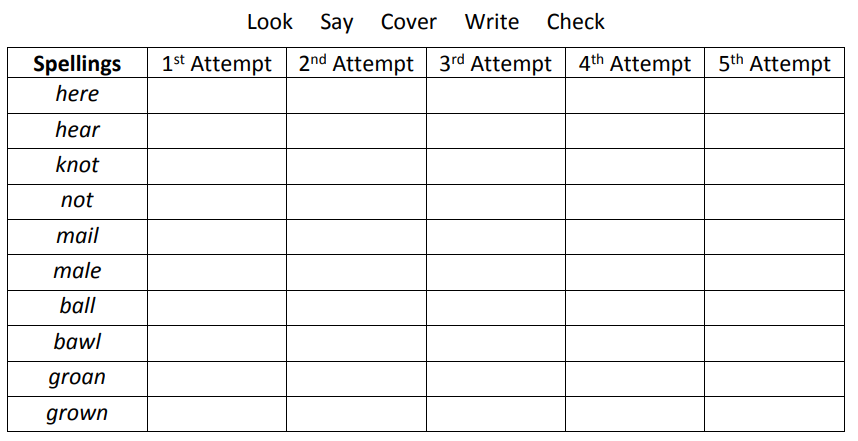 Look Say Cover Write Check
Spellings 1st Attempt 2nd Attempt 3rd Attempt 4th Attempt 5th Attempt
here
hear
knot
not
mail
male
ball
bawl
groan
grown